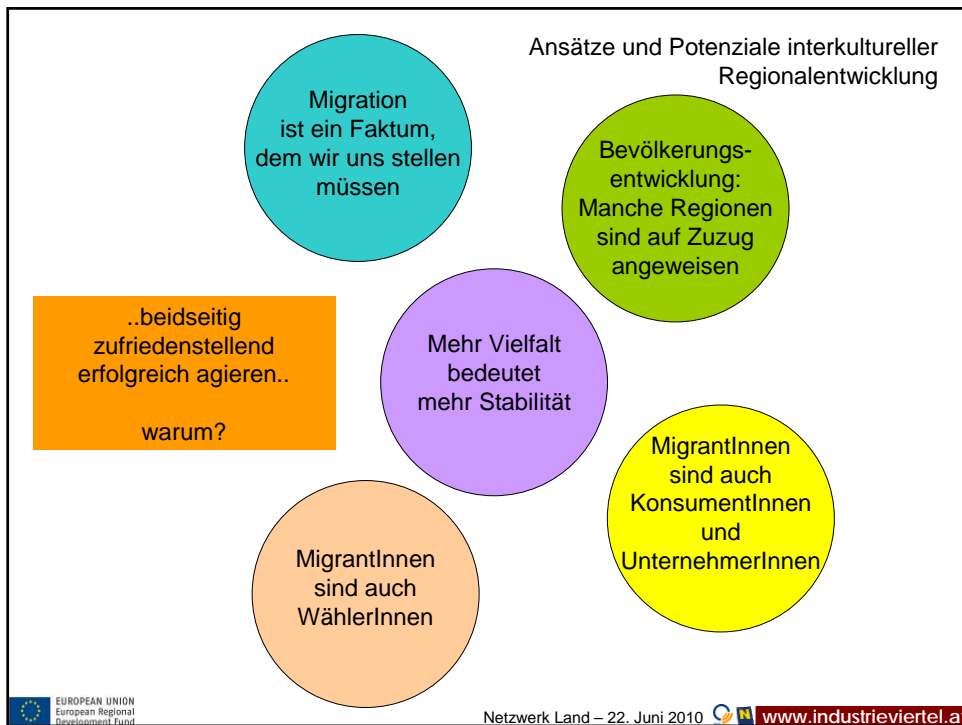 Ansätze und Potenziale interkultureller
Regionalentwicklung
Migration
ist ein Faktum,
dem wir uns stellen
müssen
Bevölkerungs-
entwicklung:
Manche Regionen
sind auf Zuzug
angeweisen
..beidseitig
zufriedenstellend
erfolgreich agieren..
warum?
Mehr Vielfalt
bedeutet
mehr Stabilität
MigrantInnen
sind auch
KonsumentInnen
und
UnternehmerInnen
MigrantInnen
sind auch
WählerInnen
EUROPEAN UNION
European Regional
Development Fund
Netzwerk Land – 22. Juni 2010
www.industrieviertel.a